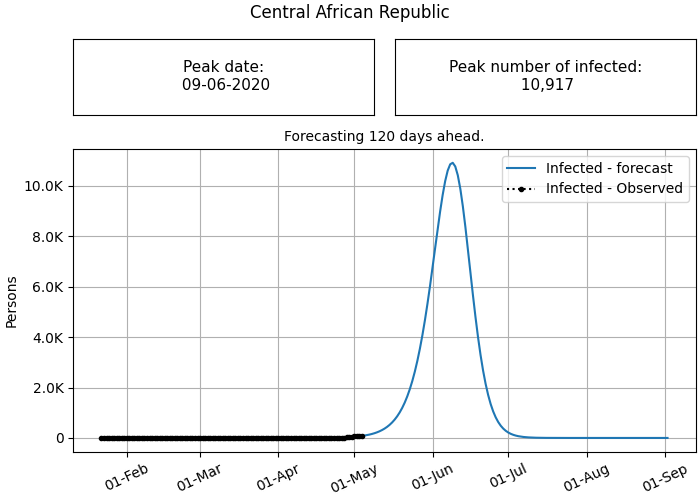 Central African Republic
Peak date:
09-06-2020
Peak number of infected:
10,917
Forecasting 120 days ahead.
Infected - forecast
Infected - Observed
Persons
10.0K
8.0K
6.0K
4.0K
2.0K
0
01-Feb
01-Mar
01-Apr
01-May
01-Jun
01-Jul
01-Aug
01-Sep